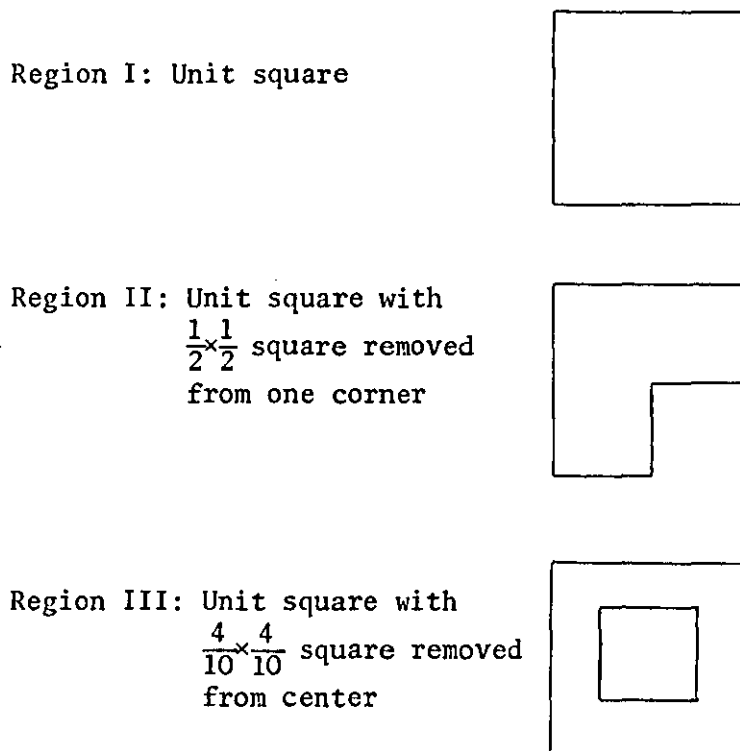 Region I: Unit square
Region II: Unit square with
1/2×1/2 square removed
from one corner
Region III: Unit square with
4/10×4/10 square removed
from center